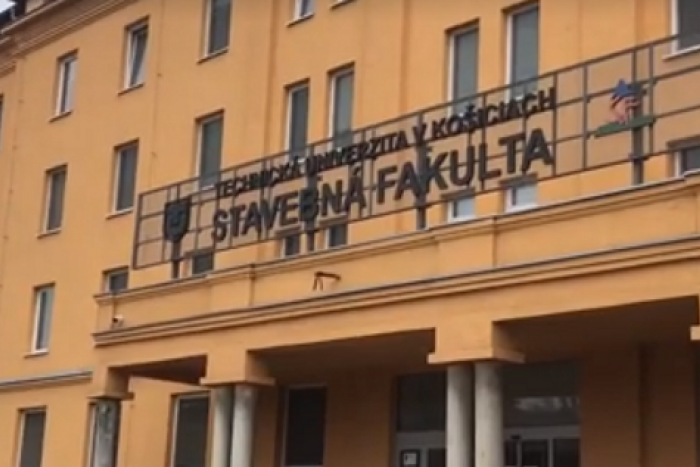 TECHNICKÁ UNIVERZITA V KOŠICIACH
STAVEBNÁ FAKULTA